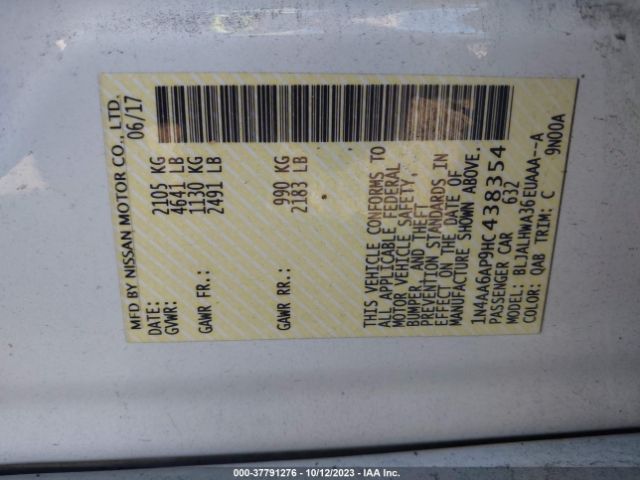 MFD BY NISSAN MOTOR CO., LTD.
DATE: 06/17
GVWR: 2105 KG
4641 LB
GAWR FR.: 1130 KG
2491 LB
GAWR RR.: 990 KG
2183 LB
THIS VEHICLE CONFORMS TO
ALL APPLICABLE FEDERAL
MOTOR VEHICLE SAFETY,
BUMPER, AND THEFT
PREVENTION STANDARDS IN
EFFECT ON THE DATE OF
MANUFACTURE SHOWN ABOVE.
1N4AA6AP9HC438354
PASSENGER CAR 632
MODEL: BLJALHWA36EUAAA--A
COLOR: QAB TRIM: C 9N00A
000-37791276 - 10/12/2023 - IAA Inc.